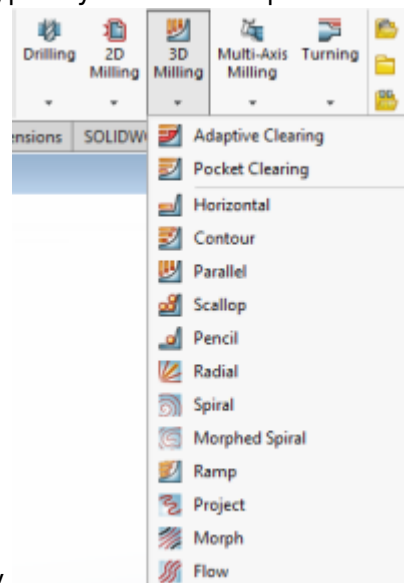 Drilling
2D Milling
3D Milling
Multi-Axis Milling
Turning
SOLIDW
Adaptive Clearing
Pocket Clearing
Horizontal
Contour
Parallel
Scallop
Pencil
Radial
Spiral
Morphed Spiral
Ramp
Project
Morph
Flow